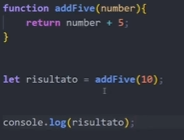 function addFive(number){
return number + 5;
}
let risultato = addFive(10);
console.log(risultato);